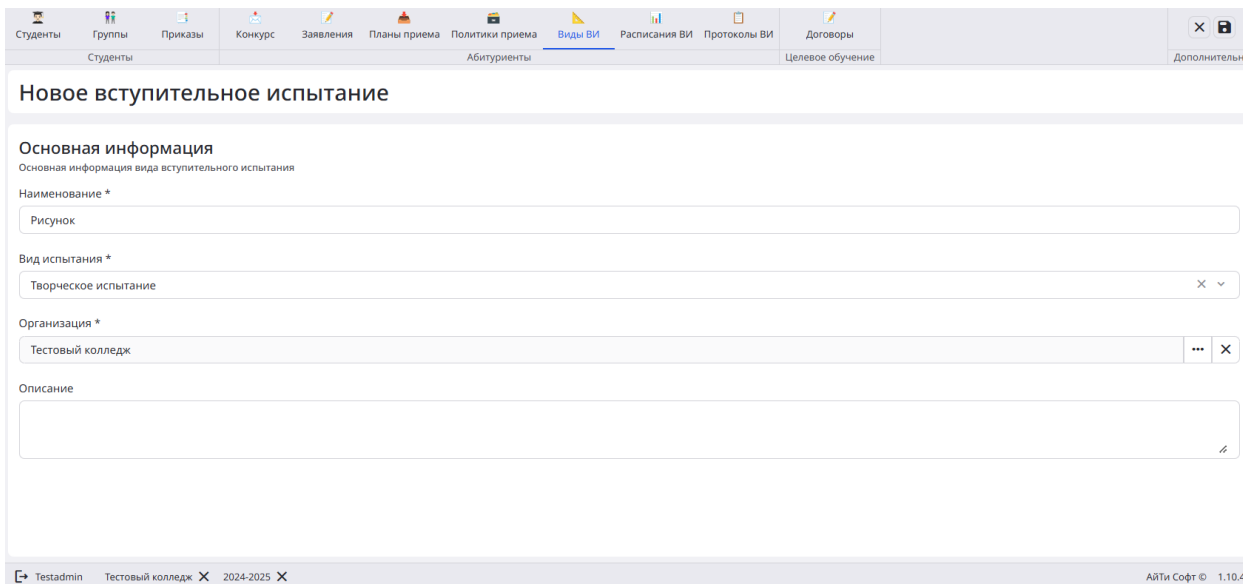 Студенты Группы Приказы Конкурс Заявления Планы приема Политики приема Виды ВИ Расписания ВИ Протоколы ВИ Договоры
Студенты Абитуриенты Целевое обучение Дополнительн
Новое вступительное испытание
Основная информация
Основная информация вида вступительного испытания
Наименование *
Рисунок
Вид испытания *
Творческое испытание
Организация *
Тестовый колледж
Описание
Testadmin Тестовый колледж 2024-2025 АйТи Софт © 1.10.4